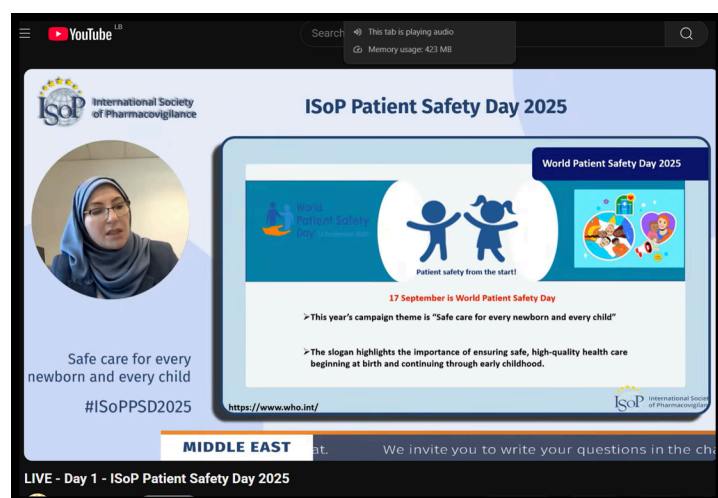 YouTube LB
Search
This tab is playing audio
Memory usage: 423 MB
ISoP International Society
of Pharmacovigilance
ISoP Patient Safety Day 2025
World Patient Safety Day 2025
World
Patient Safety
Day
Patient safety from the start!
17 September is World Patient Safety Day
➢This year's campaign theme is "Safe care for every newborn and every child"
➢The slogan highlights the importance of ensuring safe, high-quality health care
beginning at birth and continuing through early childhood.
Safe care for every
newborn and every child
#ISoPPSD2025
https://www.who.int/
ISoP International Societ
of Pharmacovigilan
MIDDLE EAST
at. We invite you to write your questions in the cha
LIVE - Day 1 - ISoP Patient Safety Day 2025